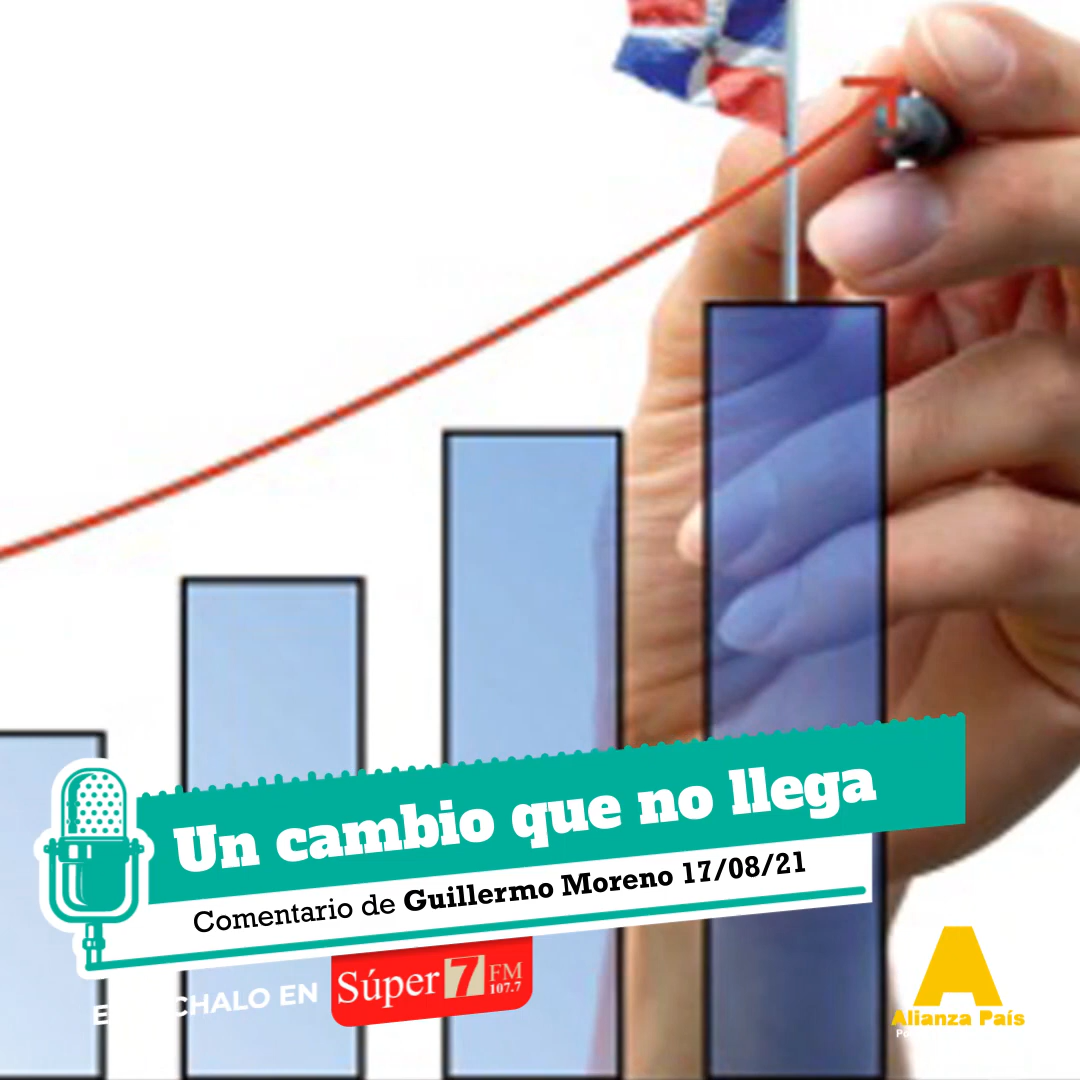 Un cambio que no llega
Comentario de Guillermo Moreno 17/08/21
EN
Súper 7 FM
107.7
Alianza País